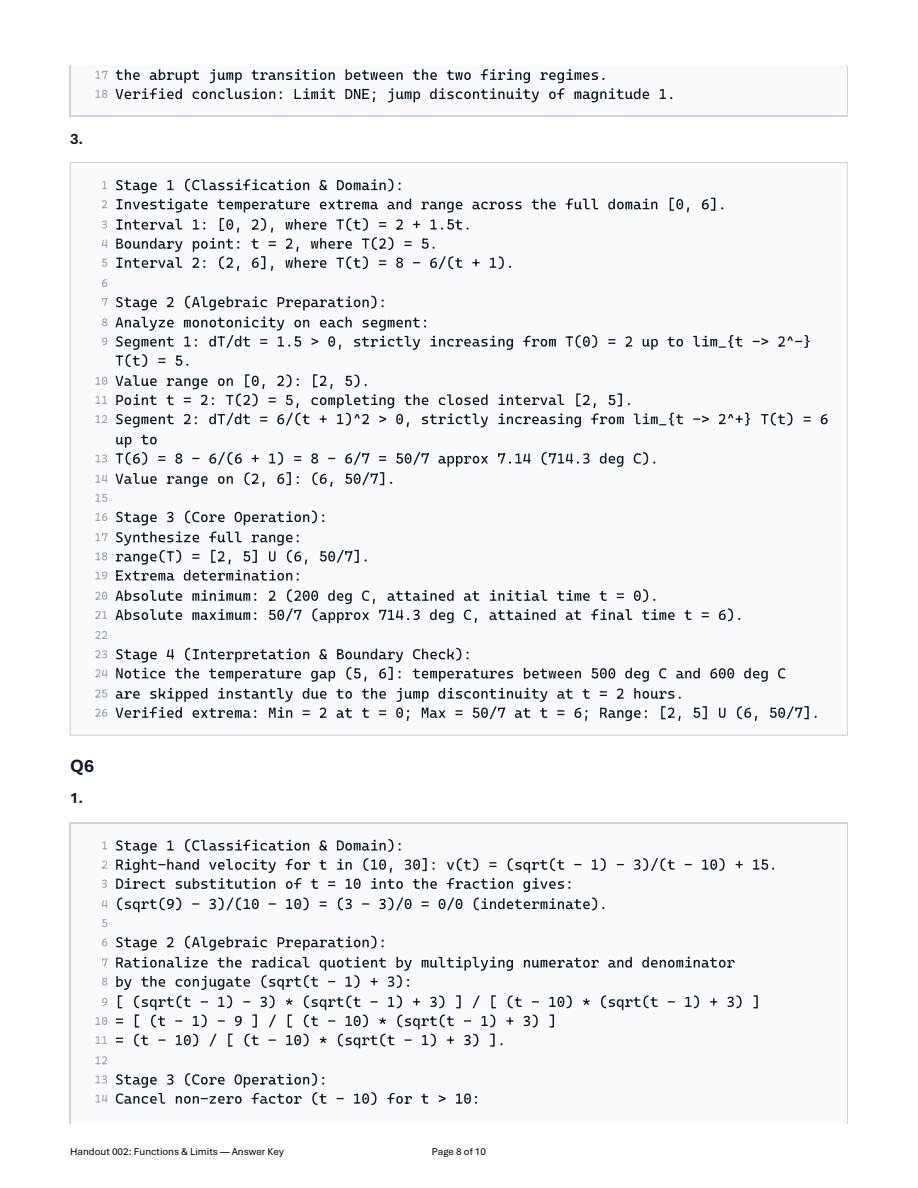 17 the abrupt jump transition between the two firing regimes.
18 Verified conclusion: Limit DNE; jump discontinuity of magnitude 1.
3.
1 Stage 1 (Classification & Domain):
2 Investigate temperature extrema and range across the full domain [0, 6].
3 Interval 1: [0, 2), where T(t) = 2 + 1.5t.
4 Boundary point: t = 2, where T(2) = 5.
5 Interval 2: (2, 6], where T(t) = 8 − 6/(t + 1).
6
7 Stage 2 (Algebraic Preparation):
8 Analyze monotonicity on each segment:
9 Segment 1: dT/dt = 1.5 > 0, strictly increasing from T(0) = 2 up to lim_{t −> 2^−}
T(t) = 5.
10 Value range on [0, 2): [2, 5).
11 Point t = 2: T(2) = 5, completing the closed interval [2, 5].
12 Segment 2: dT/dt = 6/(t + 1)^2 > 0, strictly increasing from lim_{t −> 2^+} T(t) = 6
up to
13 T(6) = 8 − 6/(6 + 1) = 8 − 6/7 = 50/7 approx 7.14 (714.3 deg C).
14 Value range on (2, 6]: (6, 50/7].
15
16 Stage 3 (Core Operation):
17 Synthesize full range:
18 range(T) = [2, 5] U (6, 50/7].
19 Extrema determination:
20 Absolute minimum: 2 (200 deg C, attained at initial time t = 0).
21 Absolute maximum: 50/7 (approx 714.3 deg C, attained at final time t = 6).
22
23 Stage 4 (Interpretation & Boundary Check):
24 Notice the temperature gap (5, 6]: temperatures between 500 deg C and 600 deg C
25 are skipped instantly due to the jump discontinuity at t = 2 hours.
26 Verified extrema: Min = 2 at t = 0; Max = 50/7 at t = 6; Range: [2, 5] U (6, 50/7].
Q6
1.
1 Stage 1 (Classification & Domain):
2 Right−hand velocity for t in (10, 30]: v(t) = (sqrt(t − 1) − 3)/(t − 10) + 15.
3 Direct substitution of t = 10 into the fraction gives:
4 (sqrt(9) − 3)/(10 − 10) = (3 − 3)/0 = 0/0 (indeterminate).
5
6 Stage 2 (Algebraic Preparation):
7 Rationalize the radical quotient by multiplying numerator and denominator
8 by the conjugate (sqrt(t − 1) + 3):
9 [ (sqrt(t − 1) − 3) * (sqrt(t − 1) + 3) ] / [ (t − 10) * (sqrt(t − 1) + 3) ]
10 = [ (t − 1) − 9 ] / [ (t − 10) * (sqrt(t − 1) + 3) ]
11 = (t − 10) / [ (t − 10) * (sqrt(t − 1) + 3) ].
12
13 Stage 3 (Core Operation):
14 Cancel non−zero factor (t − 10) for t > 10:
Handout 002: Functions & Limits — Answer Key Page 8 of 10